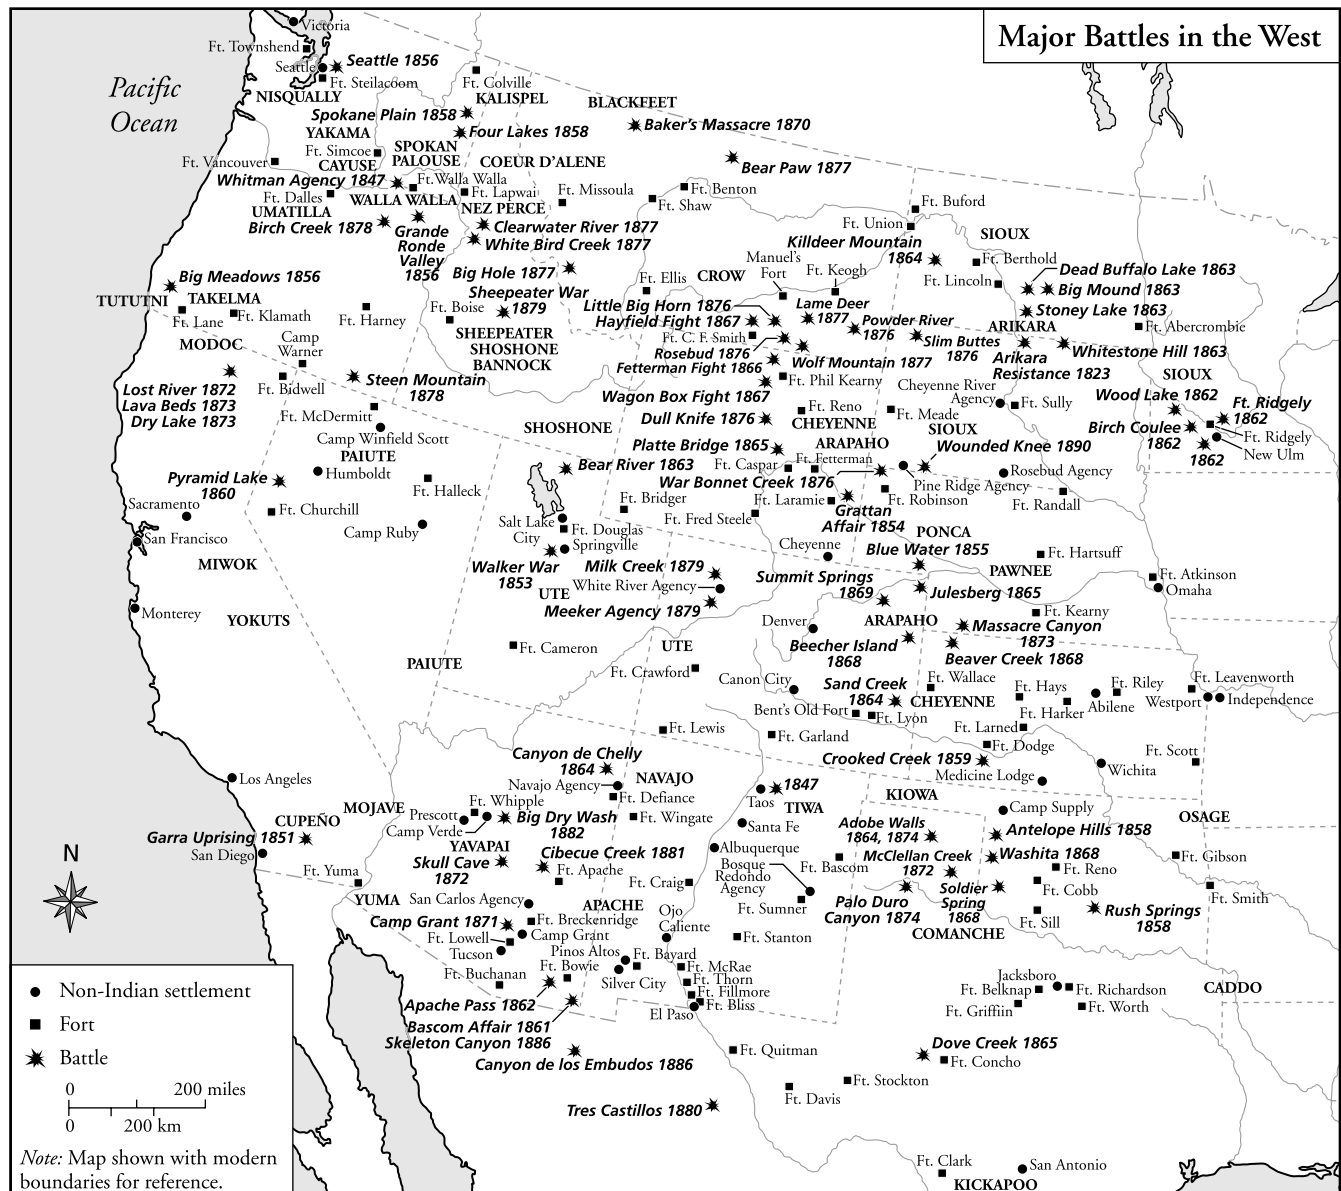 Major Battles in the West
Pacific
Ocean
Victoria
Ft. Townshend
Seattle
Seattle 1856
Ft. Steilacoom
NISQUALLY
Ft. Colville
KALISPEL
BLACKFEET
Spokane Plain 1858
Baker's Massacre 1870
YAKAMA
Four Lakes 1858
Ft. Simcoe
SPOKAN
PALOUSE
COEUR D'ALENE
Bear Paw 1877
Ft. Vancouver
CAYUSE
Whitman Agency 1847
Ft.Walla Walla
Ft. Dalles
WALLA WALLA
Ft. Lapwai
Ft. Missoula
Ft. Benton
Ft. Shaw
UMATILLA
NEZ PERCE
Ft. Buford
Birch Creek 1878
Grande
Ronde
Valley
1856
Clearwater River 1877
White Bird Creek 1877
Ft. Union
Killdeer Mountain
1864
SIOUX
Ft. Berthold
Manuel's
Fort
Ft. Keogh
Ft. Lincoln
Dead Buffalo Lake 1863
Big Mound 1863
Stoney Lake 1863
Big Meadows 1856
Big Hole 1877
Ft. Ellis
CROW
TUTUTNI
TAKELMA
Ft. Lane
Ft. Klamath
Ft. Harney
Ft. Boise
Sheepeater War
1879
Little Big Horn 1876
Hayfield Fight 1867
Lame Deer
1877
Powder River
1876
Slim Buttes
1876
ARIKARA
Ft. Abercrombie
MODOC
Camp
Warner
SHEEPEATER
SHOSHONE
BANNOCK
Ft. C. F. Smith
Rosebud 1876
Fetterman Fight 1866
Wolf Mountain 1877
Arikara
Resistance 1823
Whitestone Hill 1863
Lost River 1872
Lava Beds 1873
Dry Lake 1873
Ft. Bidwell
Steen Mountain
1878
Wagon Box Fight 1867
Ft. Phil Kearny
Cheyenne River
Agency
Ft. Sully
SIOUX
Wood Lake 1862
Ft. Ridgely
1862
Ft. McDermitt
Camp Winfield Scott
SHOSHONE
Dull Knife 1876
Ft. Reno
CHEYENNE
Ft. Meade
SIOUX
Birch Coulee
1862
Ft. Ridgely
New Ulm
1862
PAIUTE
Humboldt
Platte Bridge 1865
ARAPAHO
Wounded Knee 1890
Pyramid Lake
1860
Ft. Halleck
Bear River 1863
Ft. Caspar
Ft. Fetterman
War Bonnet Creek 1876
Pine Ridge Agency
Rosebud Agency
Sacramento
Ft. Churchill
Ft. Bridger
Ft. Laramie
Ft. Robinson
Ft. Randall
San Francisco
Camp Ruby
Salt Lake
City
Ft. Douglas
Springville
Ft. Fred Steele
Grattan
Affair 1854
PONCA
MIWOK
Walker War
1853
Milk Creek 1879
Cheyenne
Blue Water 1855
Ft. Hartsuff
PAWNEE
Ft. Atkinson
Omaha
UTE
White River Agency
Meeker Agency 1879
Summit Springs
1869
Julesberg 1865
Monterey
YOKUTS
Denver
ARAPAHO
Ft. Kearny
Massacre Canyon
1873
PAIUTE
Ft. Cameron
UTE
Beecher Island
1868
Beaver Creek 1868
Ft. Crawford
Canon City
Sand Creek
1864
Ft. Wallace
CHEYENNE
Ft. Hays
Ft. Harker
Abilene
Ft. Riley
Ft. Leavenworth
Westport
Independence
Bent's Old Fort
Ft. Lyon
Ft. Larned
Ft. Lewis
Ft. Garland
Ft. Dodge
Ft. Scott
Canyon de Chelly
1864
Crooked Creek 1859
Wichita
Los Angeles
Navajo Agency
NAVAJO
1847
Medicine Lodge
MOJAVE
Ft. Whipple
Ft. Defiance
Taos
TIWA
KIOWA
Camp Supply
OSAGE
CUPEÑO
Prescott
Camp Verde
Big Dry Wash
1882
Ft. Wingate
Santa Fe
Adobe Walls
1864, 1874
Antelope Hills 1858
Garra Uprising 1851
San Diego
YAVAPAI
Skull Cave
1872
Cibecue Creek 1881
Albuquerque
Bosque
Redondo
Agency
Ft. Bascom
McClellan Creek
1872
Washita 1868
Ft. Reno
Ft. Gibson
Ft. Yuma
Ft. Apache
Ft. Craig
Ft. Sumner
Palo Duro
Canyon 1874
Soldier
Spring
1868
Ft. Cobb
Ft. Sill
Rush Springs
1858
Ft. Smith
YUMA
San Carlos Agency
APACHE
Camp Grant 1871
Ft. Breckenridge
Camp Grant
Ojo
Caliente
Ft. Stanton
COMANCHE
Ft. Lowell
Tucson
Pinos Altos
Ft. Bayard
Ft. Buchanan
Ft. Bowie
Silver City
Ft. McRae
Ft. Thorn
Ft. Fillmore
Ft. Bliss
El Paso
Jacksboro
Ft. Belknap
Ft. Richardson
CADDO
Ft. Griffin
Ft. Worth
Apache Pass 1862
Bascom Affair 1861
Skeleton Canyon 1886
Canyon de los Embudos 1886
Ft. Quitman
Dove Creek 1865
Ft. Concho
Ft. Davis
Ft. Stockton
Tres Castillos 1880
Ft. Clark
San Antonio
KICKAPOO
N
Non-Indian settlement
Fort
Battle
0 200 miles
0 200 km
Note: Map shown with modern
boundaries for reference.